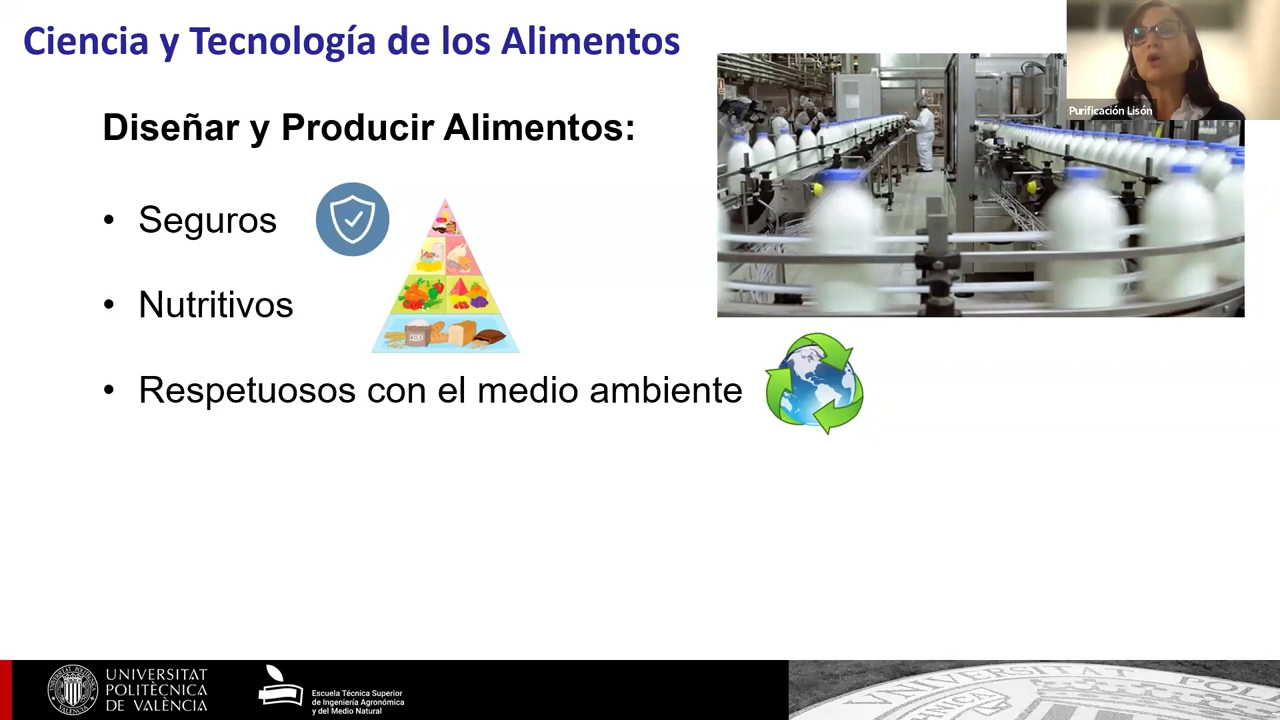 Ciencia y Tecnología de los Alimentos
Purificación Lisón
Diseñar y Producir Alimentos:
• Seguros
• Nutritivos
• Respetuosos con el medio ambiente
UNIVERSITAT
POLITÈCNICA
DE VALÈNCIA
Escuela Técnica Superior
de Ingeniería Agronómica
y del Medio Natural